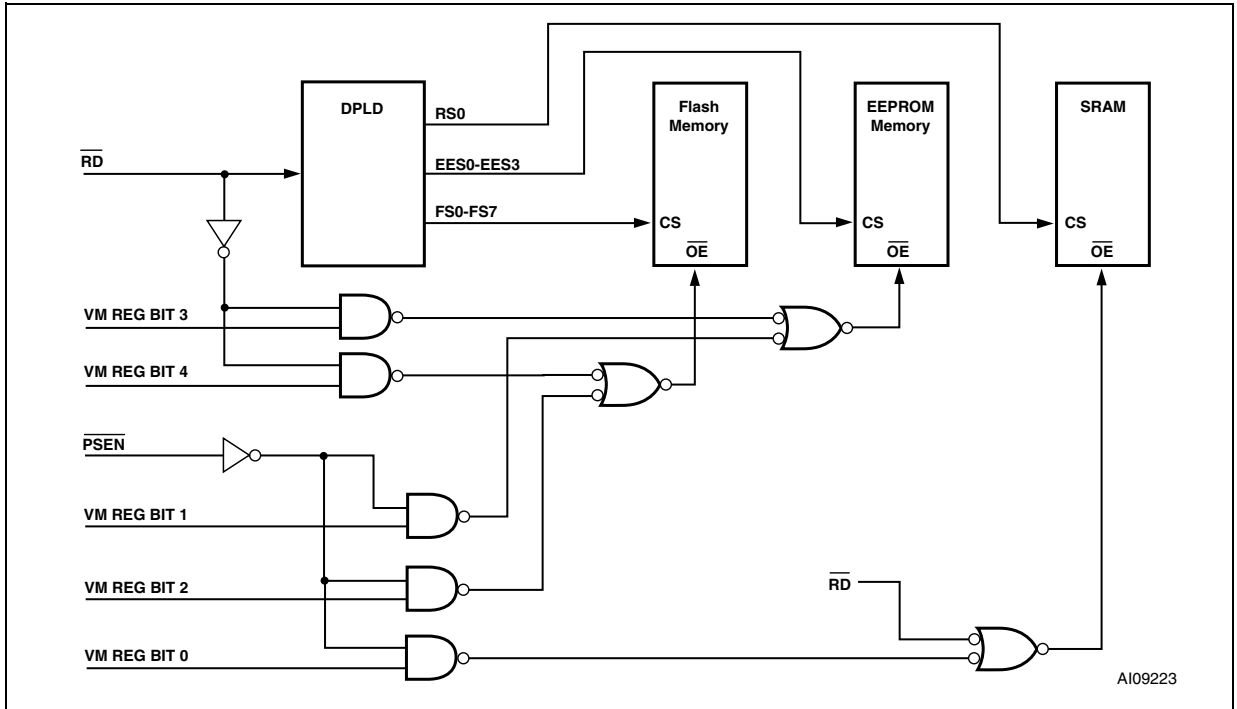 DPLD
RS0
EES0-EES3
FS0-FS7
Flash
Memory
CS
OE
EEPROM
Memory
CS
OE
SRAM
CS
OE
RD
VM REG BIT 3
VM REG BIT 4
PSEN
VM REG BIT 1
VM REG BIT 2
VM REG BIT 0
RD
AI09223